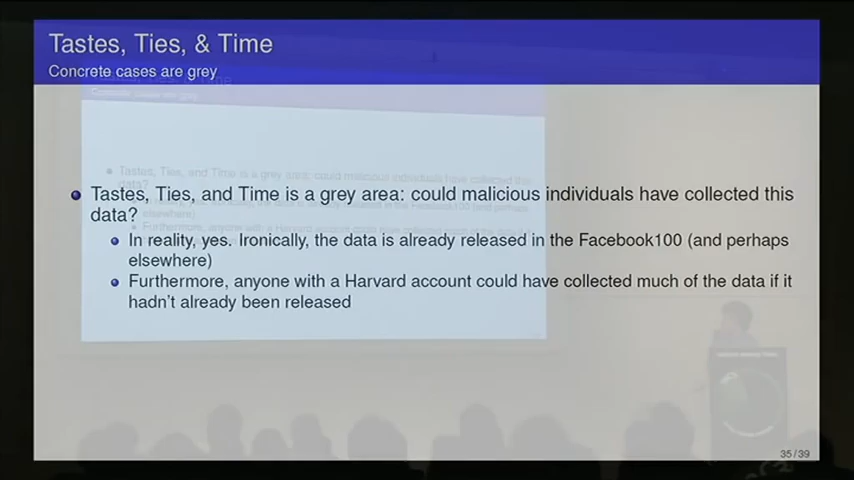 Tastes, Ties, & Time
Concrete cases are grey
Tastes, Ties, and Time is a grey area: could malicious individuals have collected this
data?
In reality, yes. Ironically, the data is already released in the Facebook100 (and perhaps
elsewhere)
Furthermore, anyone with a Harvard account could have collected much of the data if it
hadn't already been released
35/39